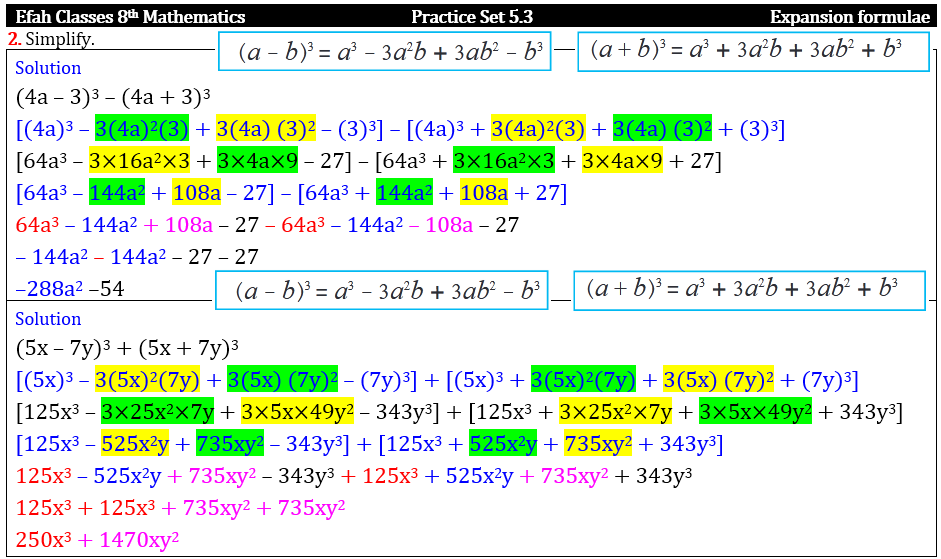 Efah Classes 8th Mathematics Practice Set 5.3 Expansion formulae
2. Simplify. (a − b)³ = a³ − 3a²b + 3ab² − b³ (a + b)³ = a³ + 3a²b + 3ab² + b³
Solution
(4a – 3)³ – (4a + 3)³
[(4a)³ – 3(4a)²(3) + 3(4a) (3)² – (3)³] – [(4a)³ + 3(4a)²(3) + 3(4a) (3)² + (3)³]
[64a³ – 3×16a²×3 + 3×4a×9 – 27] – [64a³ + 3×16a²×3 + 3×4a×9 + 27]
[64a³ – 144a² + 108a – 27] – [64a³ + 144a² + 108a + 27]
64a³ – 144a² + 108a – 27 – 64a³ – 144a² – 108a – 27
– 144a² – 144a² – 27 – 27
–288a² –54 (a − b)³ = a³ − 3a²b + 3ab² − b³ (a + b)³ = a³ + 3a²b + 3ab² + b³
Solution
(5x – 7y)³ + (5x + 7y)³
[(5x)³ – 3(5x)²(7y) + 3(5x) (7y)² – (7y)³] + [(5x)³ + 3(5x)²(7y) + 3(5x) (7y)² + (7y)³]
[125x³ – 3×25x²×7y + 3×5x×49y² – 343y³] + [125x³ + 3×25x²×7y + 3×5x×49y² + 343y³]
[125x³ – 525x²y + 735xy² – 343y³] + [125x³ + 525x²y + 735xy² + 343y³]
125x³ – 525x²y + 735xy² – 343y³ + 125x³ + 525x²y + 735xy² + 343y³
125x³ + 125x³ + 735xy² + 735xy²
250x³ + 1470xy²